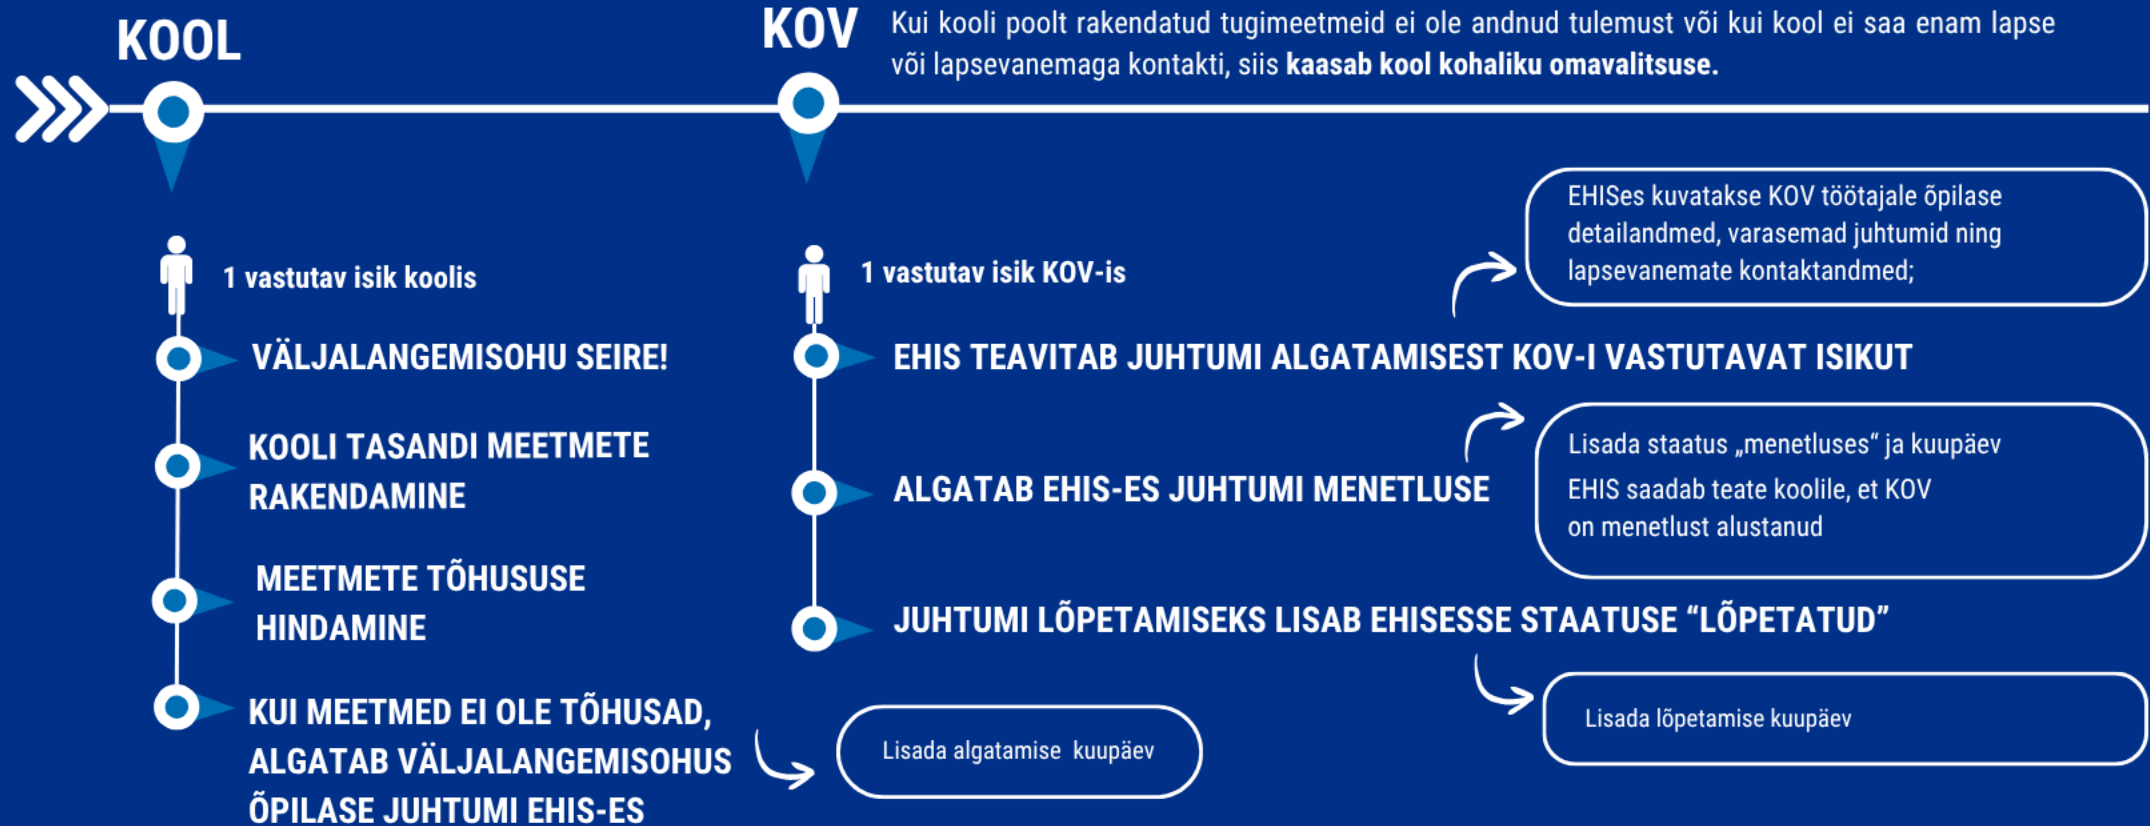 KOOL
KOV
Kui kooli poolt rakendatud tugimeetmeid ei ole andnud tulemust või kui kool ei saa enam lapse
või lapsevanemaga kontakti, siis kaasab kool kohaliku omavalitsuse.
1 vastutav isik koolis
VÄLJALANGEMISOHU SEIRE!
KOOLI TASANDI MEETMETE
RAKENDAMINE
MEETMETE TÕHUSUSE
HINDAMINE
KUI MEETMED EI OLE TÕHUSAD,
ALGATAB VÄLJALANGEMISOHUS
ÕPILASE JUHTUMI EHIS-ES
Lisada algatamise kuupäev
1 vastutav isik KOV-is
EHIS TEAVITAB JUHTUMI ALGATAMISEST KOV-I VASTUTAVAT ISIKUT
EHISes kuvatakse KOV töötajale õpilase
detailandmed, varasemad juhtumid ning
lapsevanemate kontaktandmed;
ALGATAB EHIS-ES JUHTUMI MENETLUSE
Lisada staatus „menetluses“ ja kuupäev
EHIS saadab teate koolile, et KOV
on menetlust alustanud
JUHTUMI LÕPETAMISEKS LISAB EHISESSE STAATUSE “LÕPETATUD”
Lisada lõpetamise kuupäev